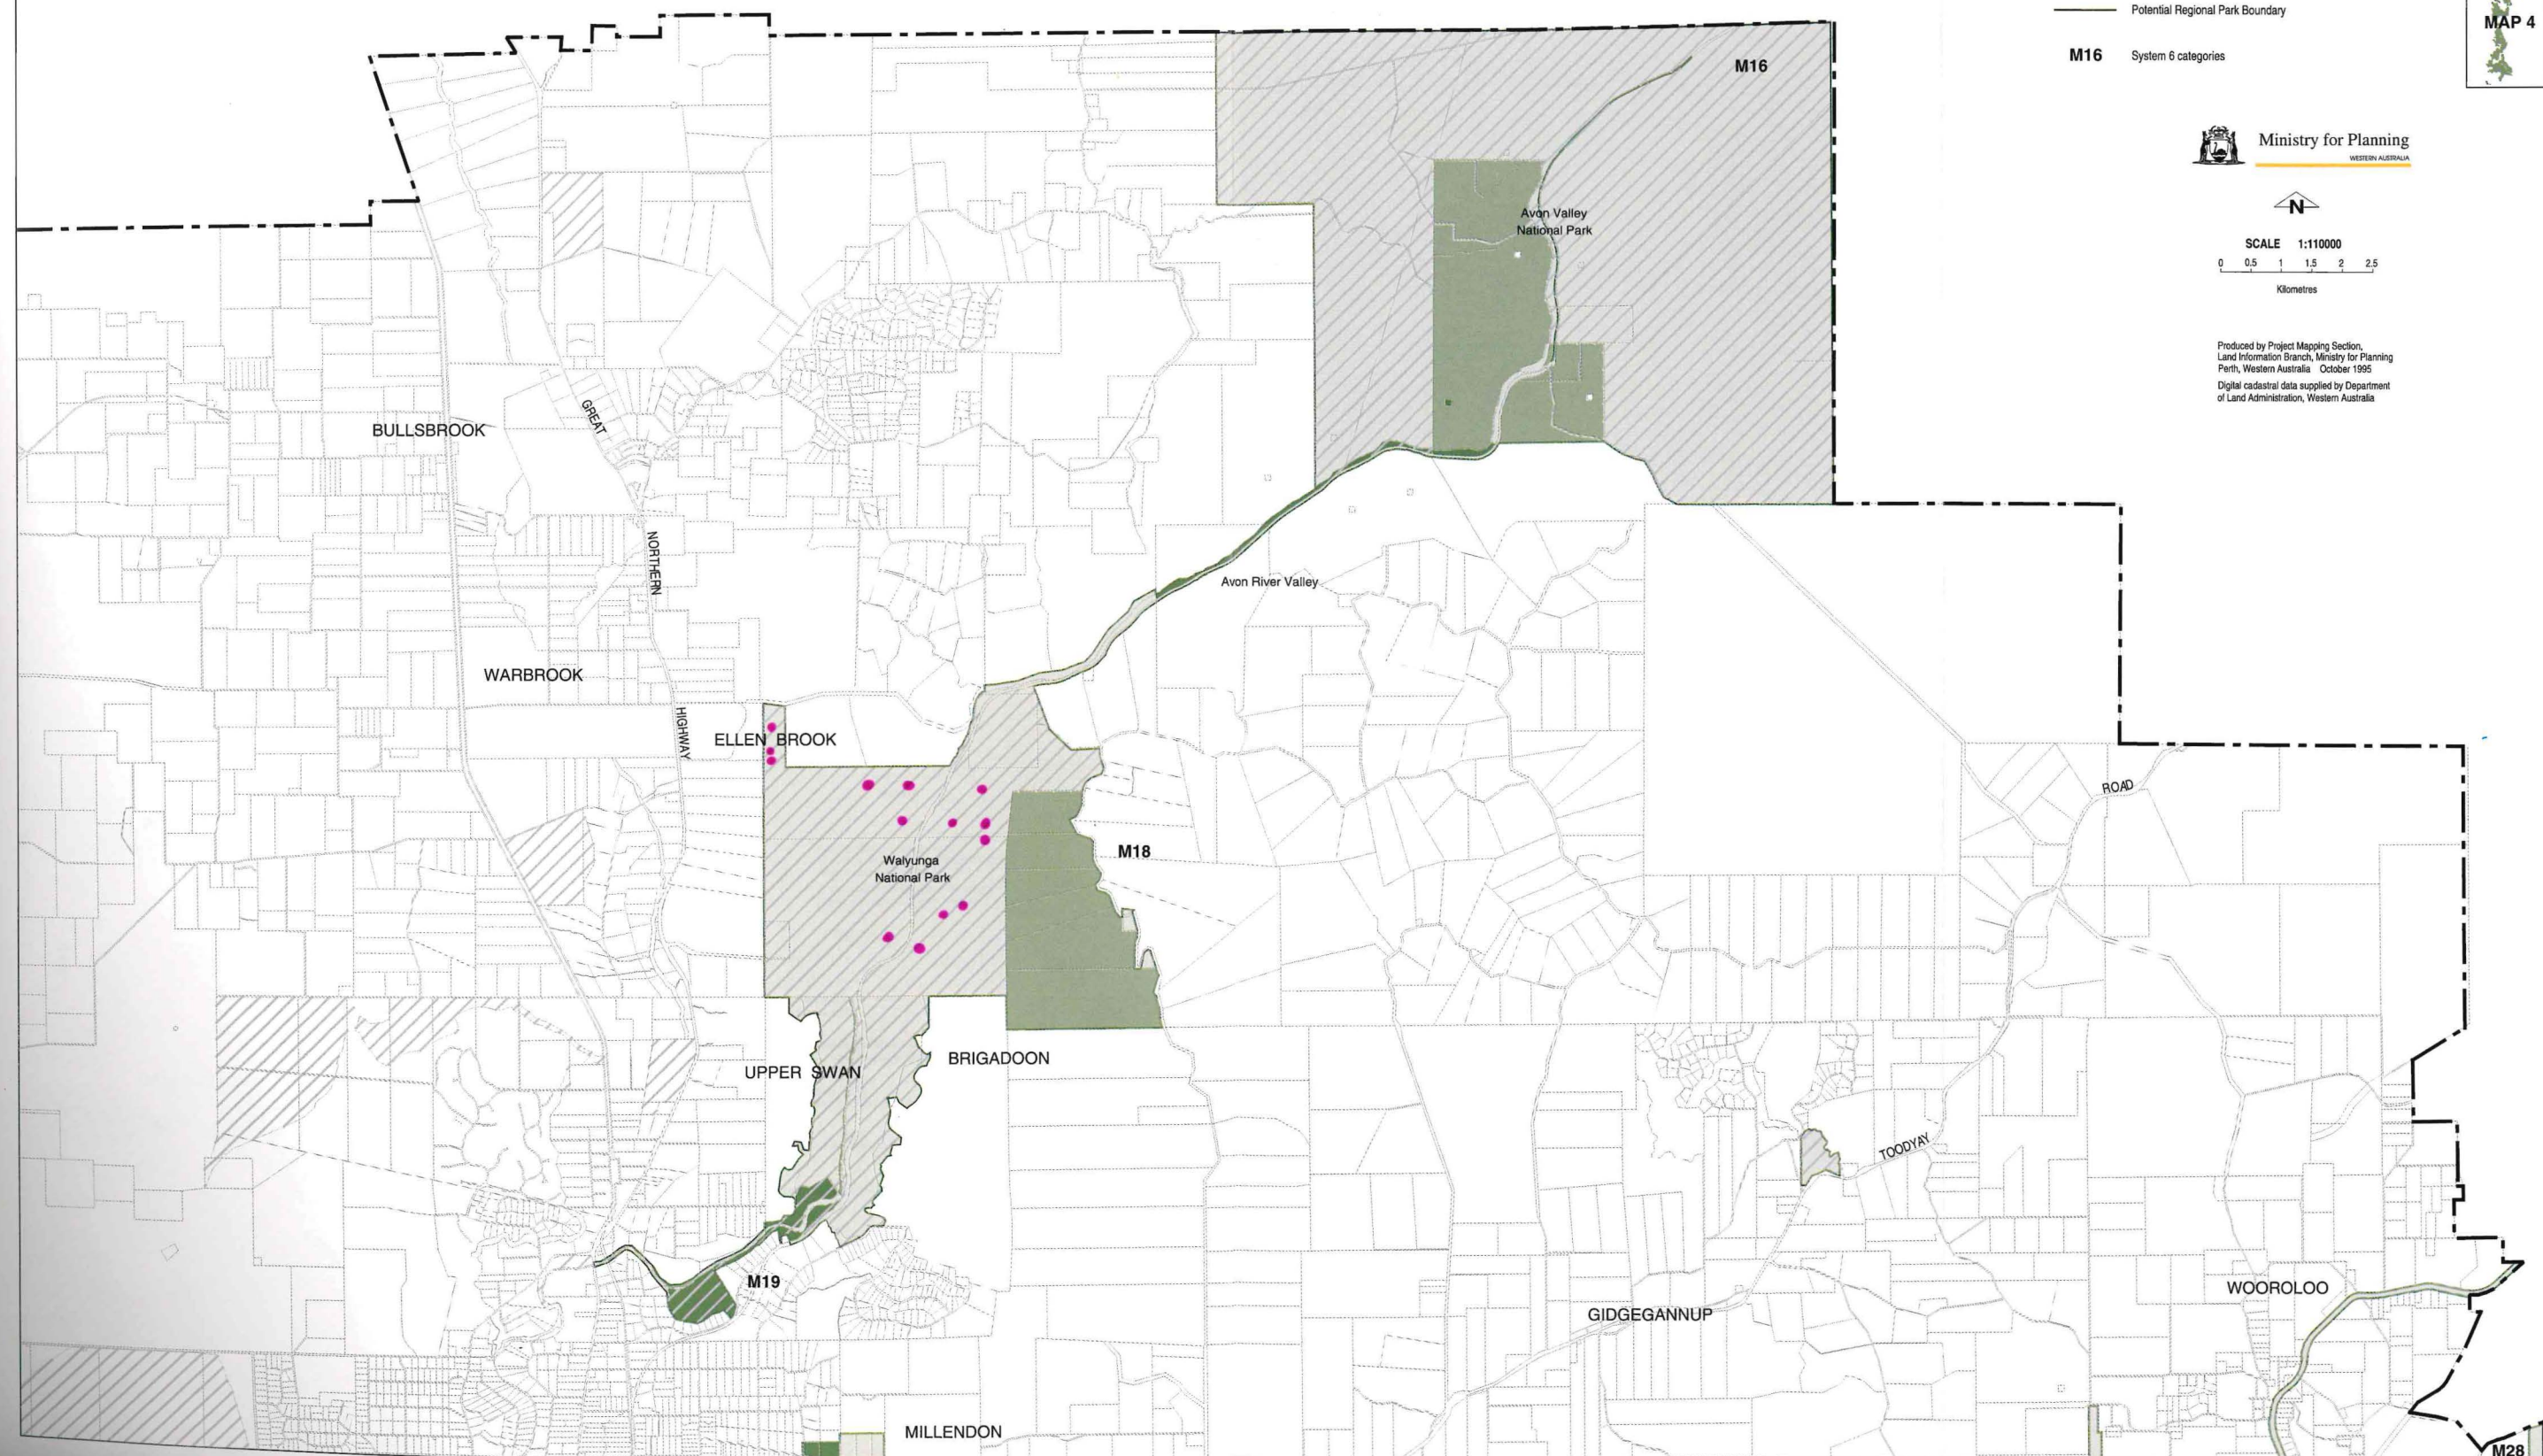 Potential Regional Park Boundary
MAP 4
M16 System 6 categories
Ministry for Planning
WESTERN AUSTRALIA
N
SCALE 1:110000
0 0.5 1 1.5 2 2.5
Kilometres
Produced by Project Mapping Section,
Land Information Branch, Ministry for Planning
Perth, Western Australia October 1995
Digital cadastral data supplied by Department
of Land Administration, Western Australia
M16
Avon Valley
National Park
BULLSBROOK
GREAT
NORTHERN
HIGHWAY
Avon River Valley
WARBROOK
ELLEN BROOK
ROAD
M18
Walyunga
National Park
UPPER SWAN
BRIGADOON
TOODYAY
M19
WOOROLOO
GIDGEGANNUP
MILLENDON
M28